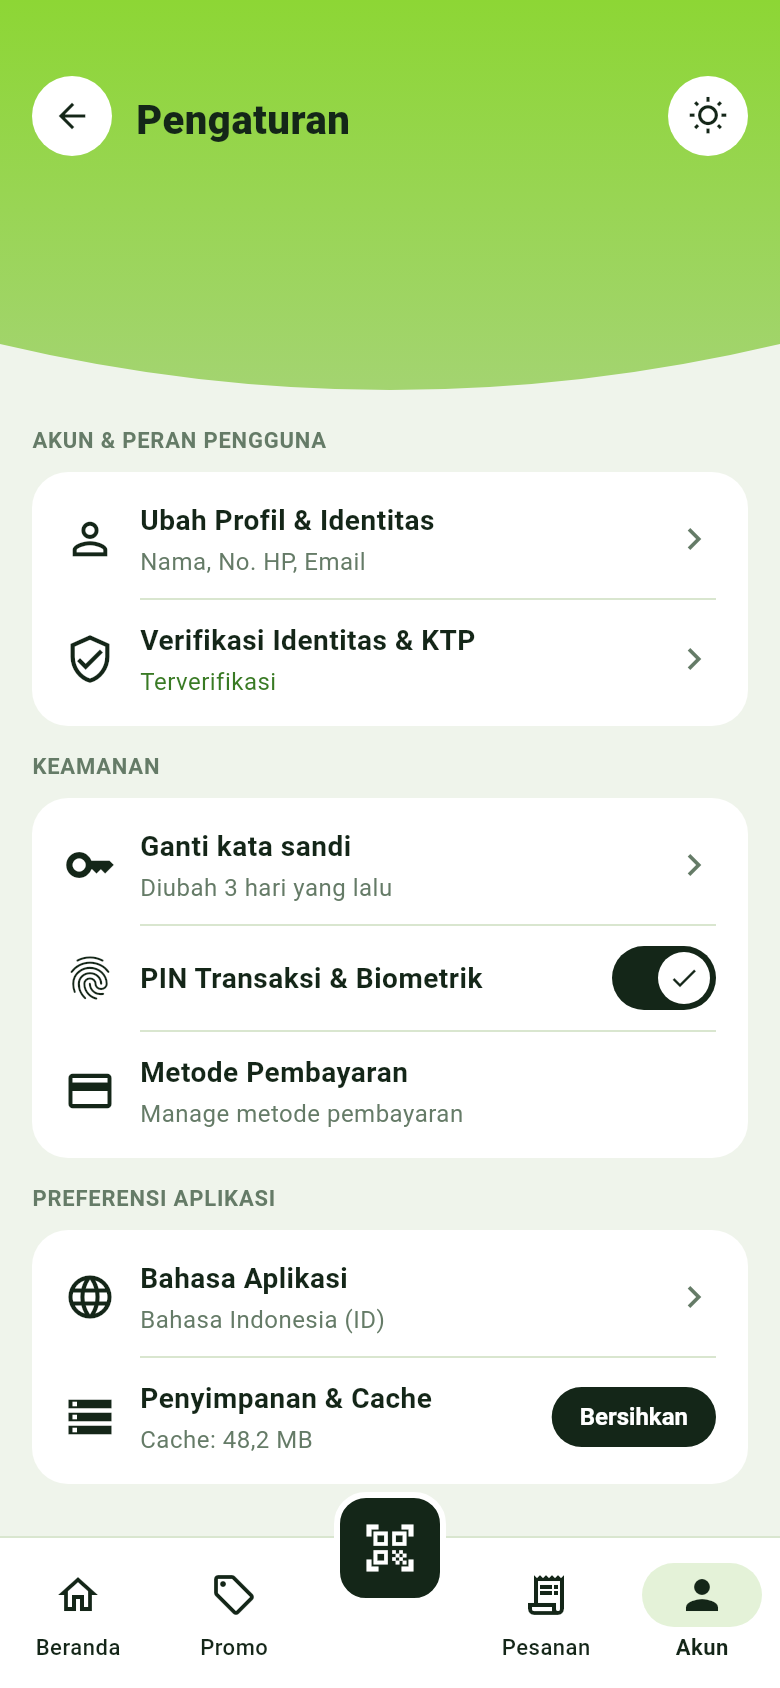 Pengaturan
AKUN & PERAN PENGGUNA
Ubah Profil & Identitas
Nama, No. HP, Email
Verifikasi Identitas & KTP
Terverifikasi
KEAMANAN
Ganti kata sandi
Diubah 3 hari yang lalu
PIN Transaksi & Biometrik
Metode Pembayaran
Manage metode pembayaran
PREFERENSI APLIKASI
Bahasa Aplikasi
Bahasa Indonesia (ID)
Penyimpanan & Cache
Cache: 48,2 MB
Bersihkan
Beranda
Promo
Pesanan
Akun